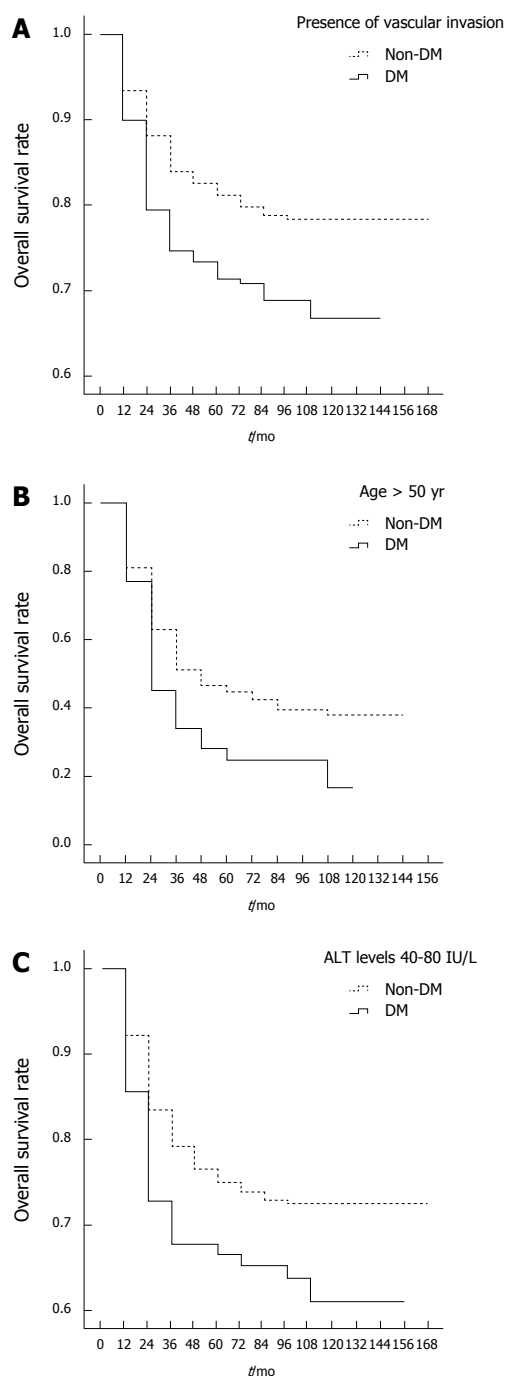 A
Presence of vascular invasion
Non-DM
DM
Overall survival rate
1.0
0.9
0.8
0.7
0.6
0 12 24 36 48 60 72 84 96 108 120 132 144 156 168
t/mo
B
Age > 50 yr
Non-DM
DM
Overall survival rate
1.0
0.8
0.6
0.4
0.2
0.0
0 12 24 36 48 60 72 84 96 108 120 132 144 156
t/mo
C
ALT levels 40-80 IU/L
Non-DM
DM
Overall survival rate
1.0
0.9
0.8
0.7
0.6
0 12 24 36 48 60 72 84 96 108 120 132 144 156 168
t/mo